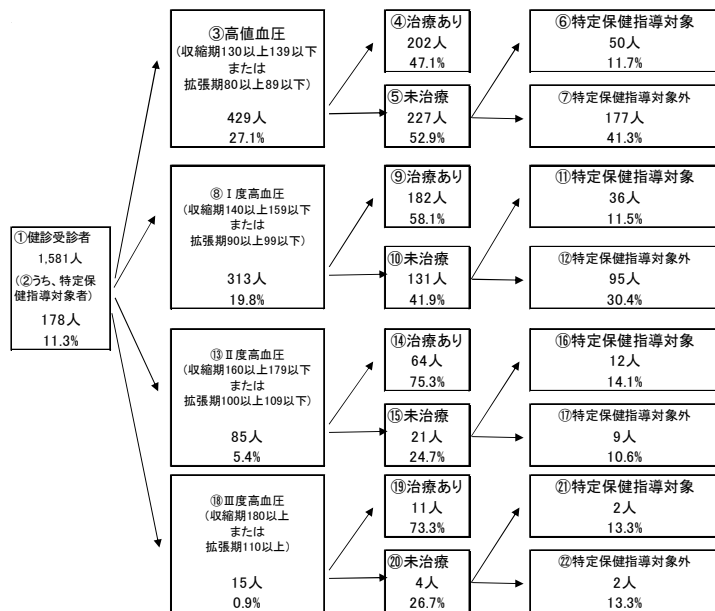 ①健診受診者
1,581人
(②うち、特定保
健指導対象者)
178人
11.3%
③高値血圧
(収縮期130以上139以下
または
拡張期80以上89以下)
429人
27.1%
④治療あり
202人
47.1%
⑤未治療
227人
52.9%
⑥特定保健指導対象
50人
11.7%
⑦特定保健指導対象外
177人
41.3%
⑧Ⅰ度高血圧
(収縮期140以上159以下
または
拡張期90以上99以下)
313人
19.8%
⑨治療あり
182人
58.1%
⑩未治療
131人
41.9%
⑪特定保健指導対象
36人
11.5%
⑫特定保健指導対象外
95人
30.4%
⑬Ⅱ度高血圧
(収縮期160以上179以下
または
拡張期100以上109以下)
85人
5.4%
⑭治療あり
64人
75.3%
⑮未治療
21人
24.7%
⑯特定保健指導対象
12人
14.1%
⑰特定保健指導対象外
9人
10.6%
⑱Ⅲ度高血圧
(収縮期180以上
または
拡張期110以上)
15人
0.9%
⑲治療あり
11人
73.3%
⑳未治療
4人
26.7%
㉑特定保健指導対象
2人
13.3%
㉒特定保健指導対象外
2人
13.3%